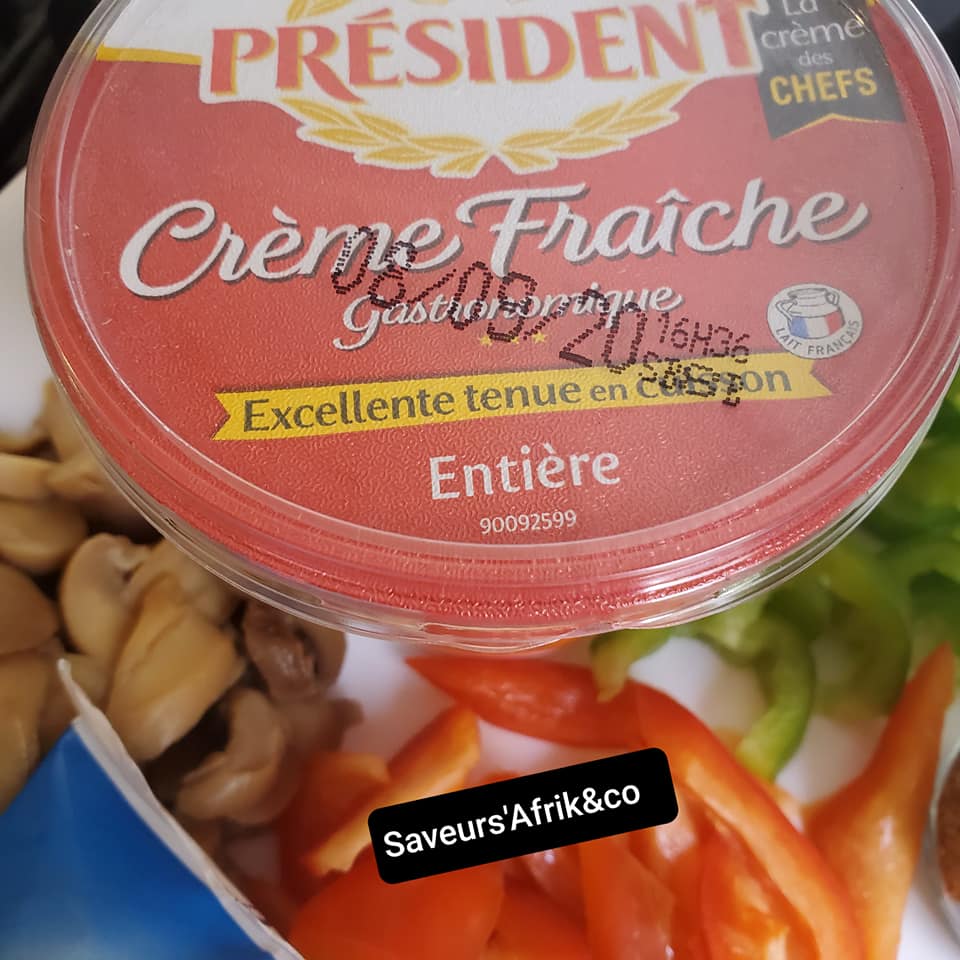 PRÉSIDENT
La
crème
des
CHEFS
Crème Fraîche
Gastronomique
08/09/20
16H36
LAIT FRANÇAIS
Excellente tenue en cuisson
Entière
90092599
Saveurs'Afrik&co